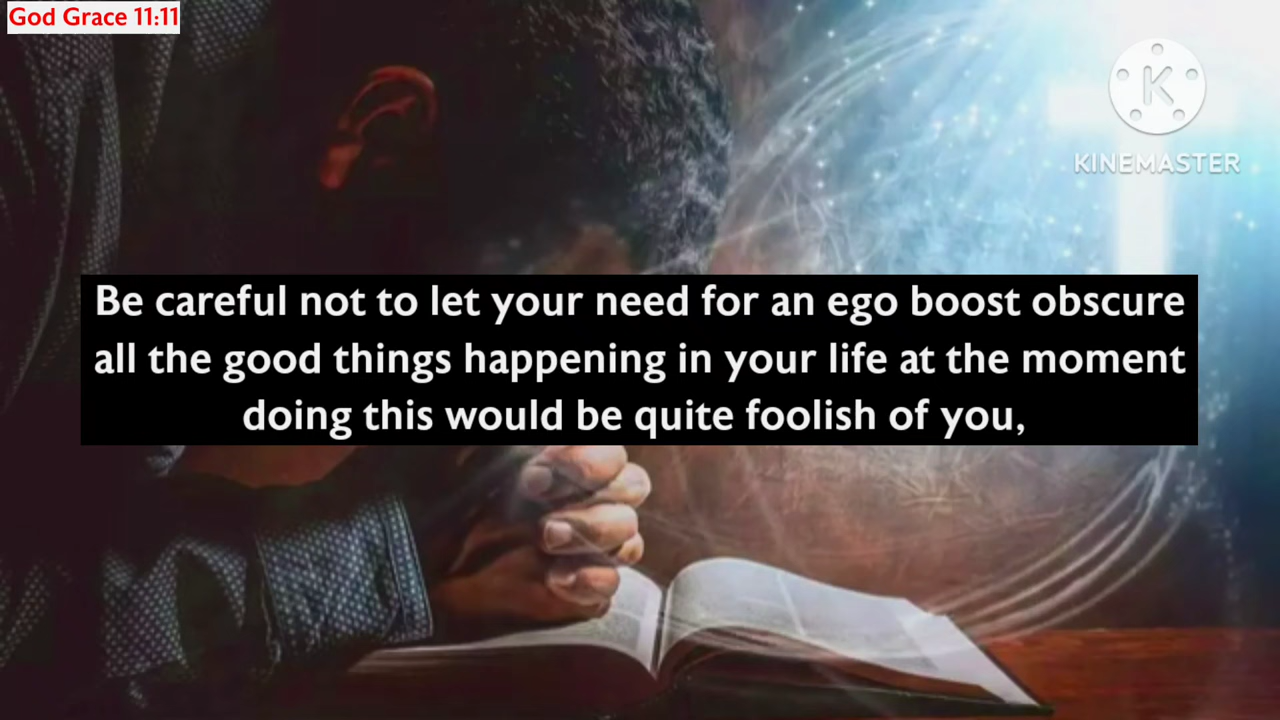 God Grace 11:11
K
KINEMASTER
Be careful not to let your need for an ego boost obscure
all the good things happening in your life at the moment
doing this would be quite foolish of you,